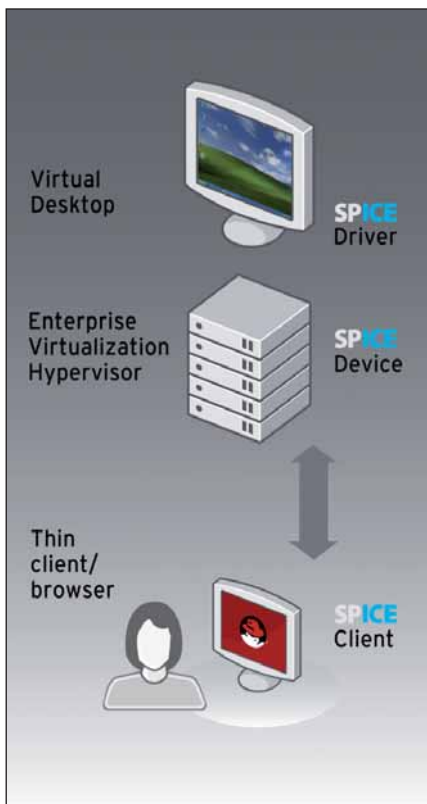 Virtual
Desktop
SPICE
Driver
Enterprise
Virtualization
Hypervisor
SPICE
Device
Thin
client/
browser
SPICE
Client